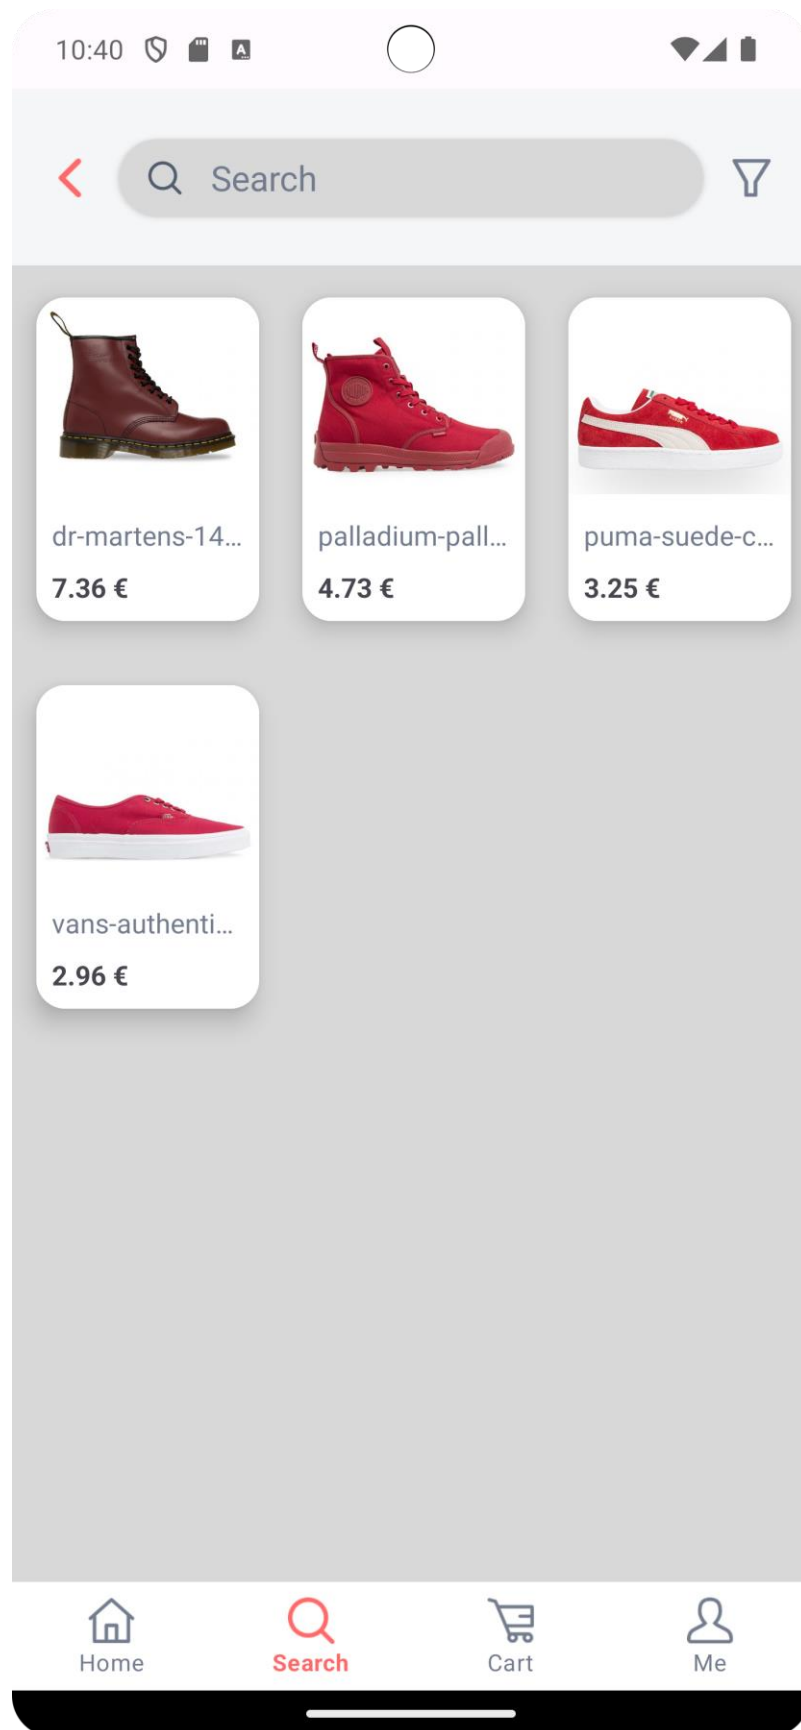 10:40
Search
dr-martens-14...
7.36 €
palladium-pall...
4.73 €
puma-suede-c...
3.25 €
vans-authenti...
2.96 €
Home
Search
Cart
Me